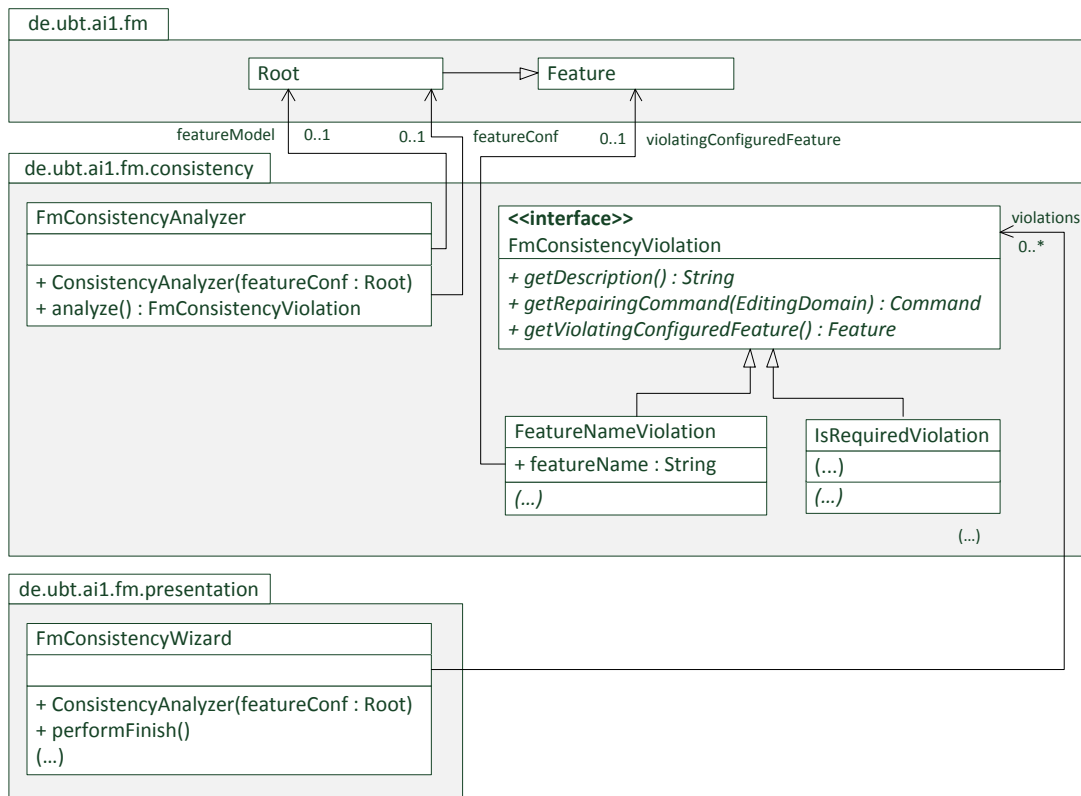 de.ubt.ai1.fm
Root
Feature
featureModel
0..1
0..1
featureConf
0..1
violatingConfiguredFeature
de.ubt.ai1.fm.consistency
FmConsistencyAnalyzer
+ ConsistencyAnalyzer(featureConf : Root)
+ analyze() : FmConsistencyViolation
<<interface>>
FmConsistencyViolation
+ getDescription() : String
+ getRepairingCommand(EditingDomain) : Command
+ getViolatingConfiguredFeature() : Feature
violations
0..*
FeatureNameViolation
+ featureName : String
(...)
IsRequiredViolation
(...)
(...)
(...)
de.ubt.ai1.fm.presentation
FmConsistencyWizard
+ ConsistencyAnalyzer(featureConf : Root)
+ performFinish()
(...)